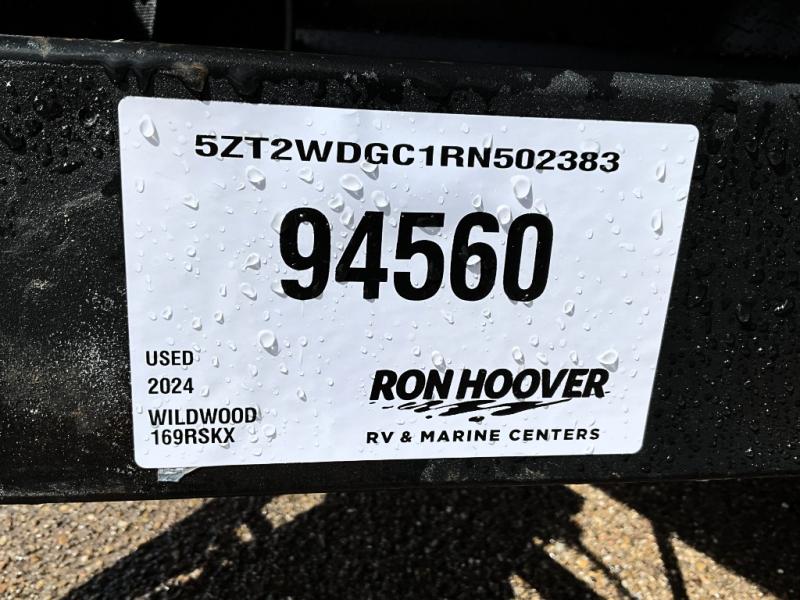 5ZT2WDGC1RN502383
94560
USED
2024
WILDWOOD
169RSKX
RON HOOVER
RV & MARINE CENTERS